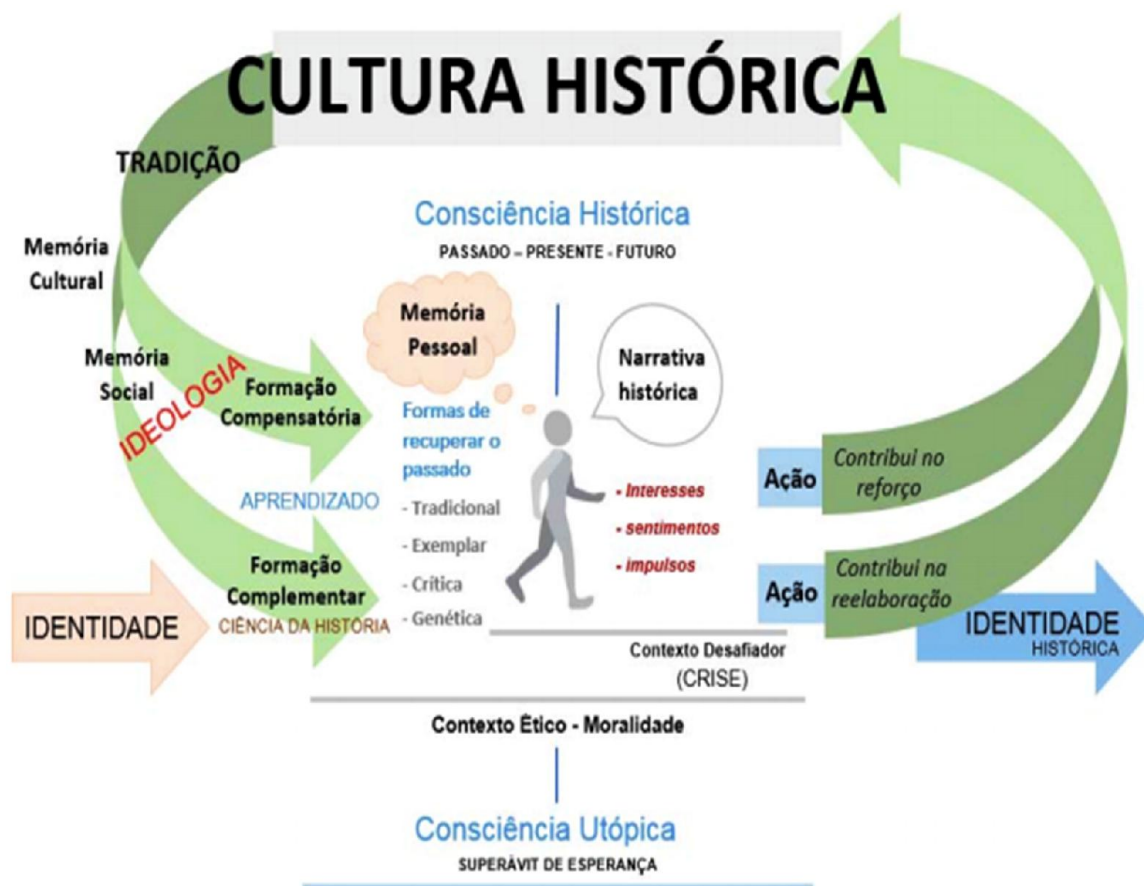 CULTURA HISTÓRICA
TRADIÇÃO
Memória
Cultural
Memória
Social
IDEOLOGIA
Formação
Compensatória
APRENDIZADO
Formação
Complementar
CIÊNCIA DA HISTÓRIA
IDENTIDADE
Consciência Histórica
PASSADO – PRESENTE - FUTURO
Memória
Pessoal
Narrativa
histórica
Formas de
recuperar o
passado
- Tradicional
- Exemplar
- Crítica
- Genética
- Interesses
- sentimentos
- impulsos
Ação
Contribui no
reforço
Ação
Contribui na
reelaboração
IDENTIDADE
HISTÓRICA
Contexto Desafiador
(CRISE)
Contexto Ético - Moralidade
Consciência Utópica
SUPERÁVIT DE ESPERANÇA